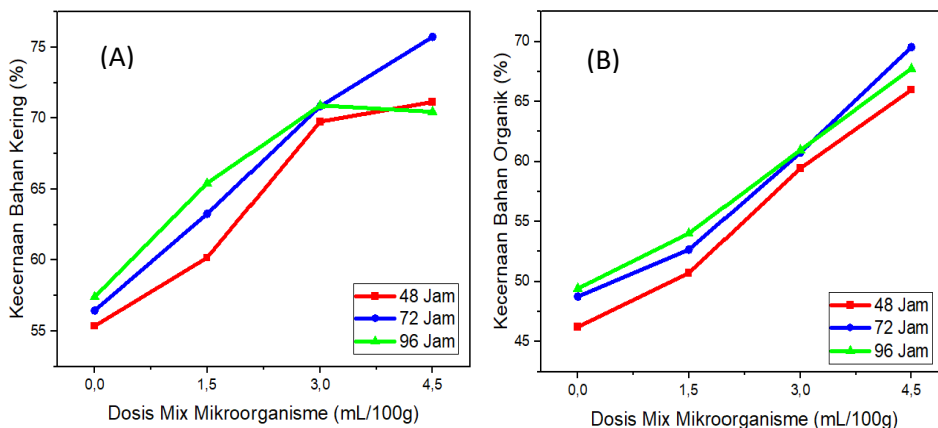 (A)
Kecernaan Bahan Kering (%)
75
70
65
60
55
0,0 1,5 3,0 4,5
Dosis Mix Mikroorganisme (mL/100g)
48 Jam
72 Jam
96 Jam
(B)
Kecernaan Bahan Organik (%)
70
65
60
55
50
45
0,0 1,5 3,0 4,5
Dosis Mix Mikroorganisme (mL/100g)
48 Jam
72 Jam
96 Jam